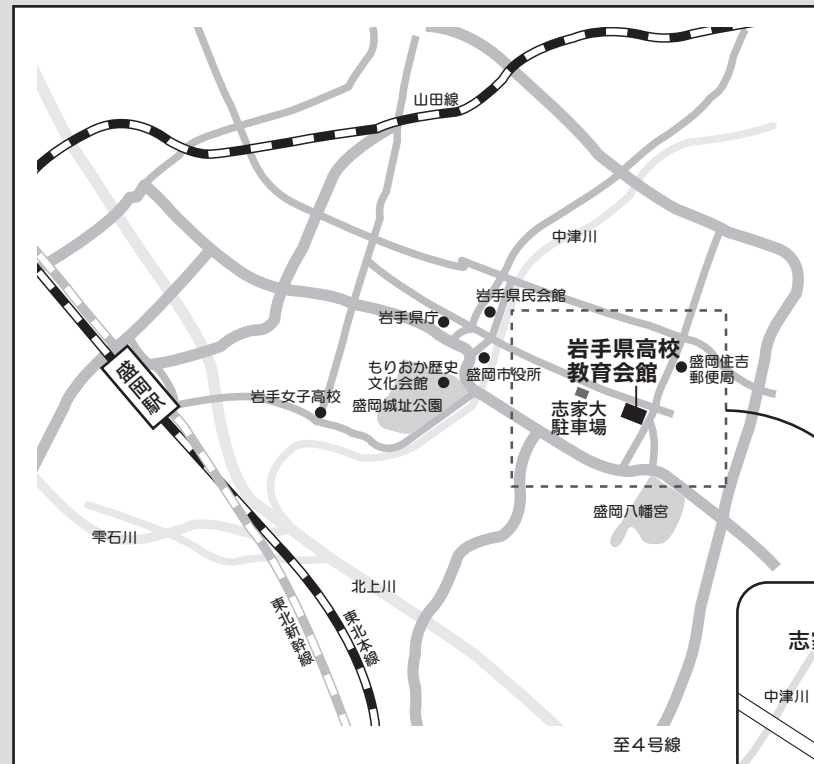 山田線
中津川
岩手県民会館
岩手県庁
岩手県高校
教育会館
盛岡住吉
郵便局
もりおか歴史
文化会館
盛岡市役所
盛岡駅
岩手女子高校
盛岡城址公園
志家大
駐車場
盛岡八幡宮
雫石川
北上川
東北新幹線
東北本線
志家
中津川
至4号線